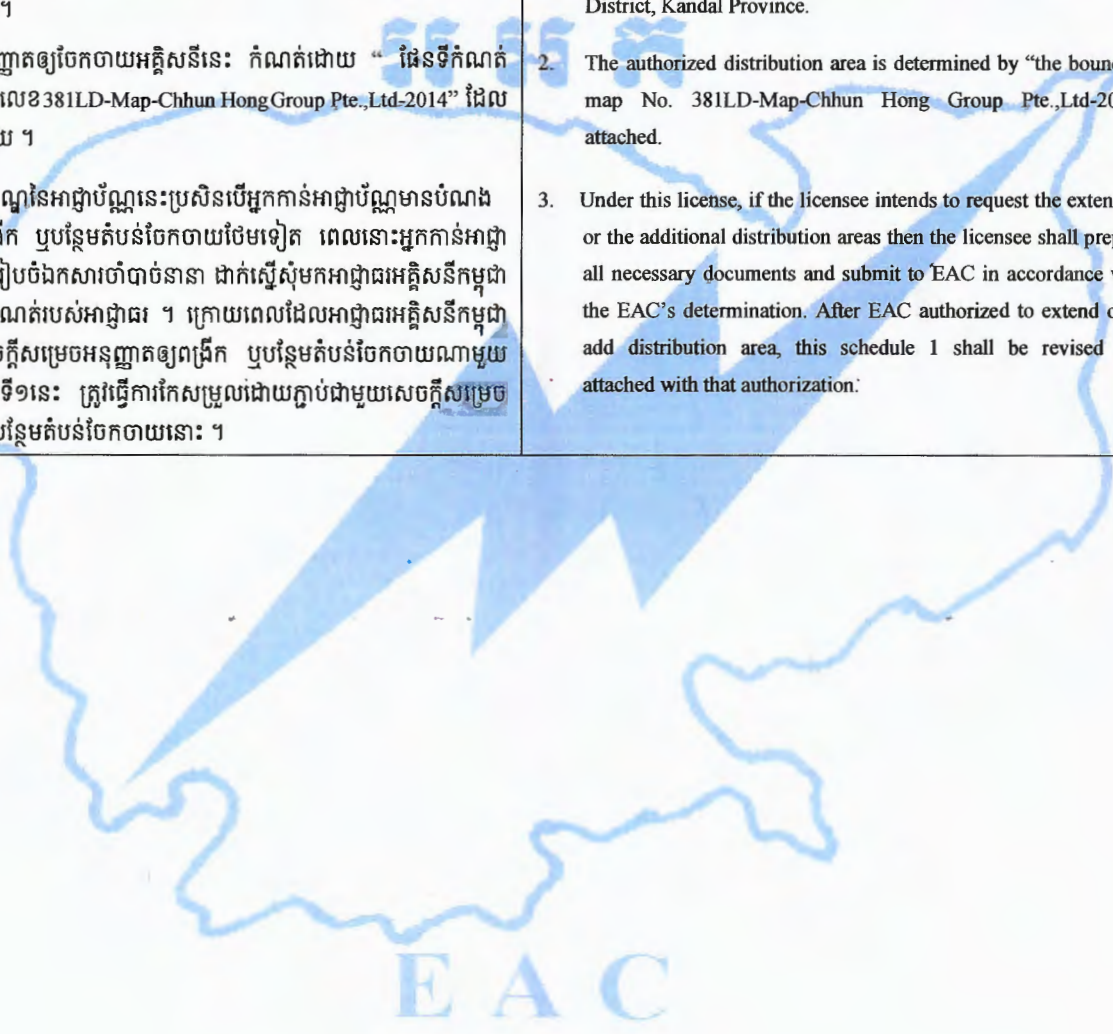 ។
ញាតឲ្យចែកចាយអគ្គិសនីនេះ កំណត់ដោយ “ ផែនទីកំណត់
លេខ381LD-Map-Chhun Hong Group Pte.,Ltd-2014” ដែល
យ ។
ណ្ឌនៃអាជ្ញាប័ណ្ណនេះប្រសិនបើអ្នកកាន់អាជ្ញាប័ណ្ណមានបំណង
ីក ឬបន្ថែមតំបន់ចែកចាយថែមទៀត ពេលនោះអ្នកកាន់អាជ្ញា
រៀបចំឯកសារចាំបាច់នានា ដាក់ស្នើសុំមកអាជ្ញាធរអគ្គិសនីកម្ពុជា
ណត់របស់អាជ្ញាធរ ។ ក្រោយពេលដែលអាជ្ញាធរអគ្គិសនីកម្ពុជា
ចក្តីសម្រេចអនុញ្ញាតឲ្យពង្រីក ឬបន្ថែមតំបន់ចែកចាយណាមួយ
ទី១នេះ ត្រូវធ្វើការកែសម្រួលដោយភ្ជាប់ជាមួយសេចក្តីសម្រេច
បន្ថែមតំបន់ចែកចាយនោះ ។
District, Kandal Province.
2. The authorized distribution area is determined by “the bound
map No. 381LD-Map-Chhun Hong Group Pte.,Ltd-20
attached.
3. Under this license, if the licensee intends to request the exten
or the additional distribution areas then the licensee shall prep
all necessary documents and submit to EAC in accordance w
the EAC’s determination. After EAC authorized to extend o
add distribution area, this schedule 1 shall be revised
attached with that authorization.
E A C